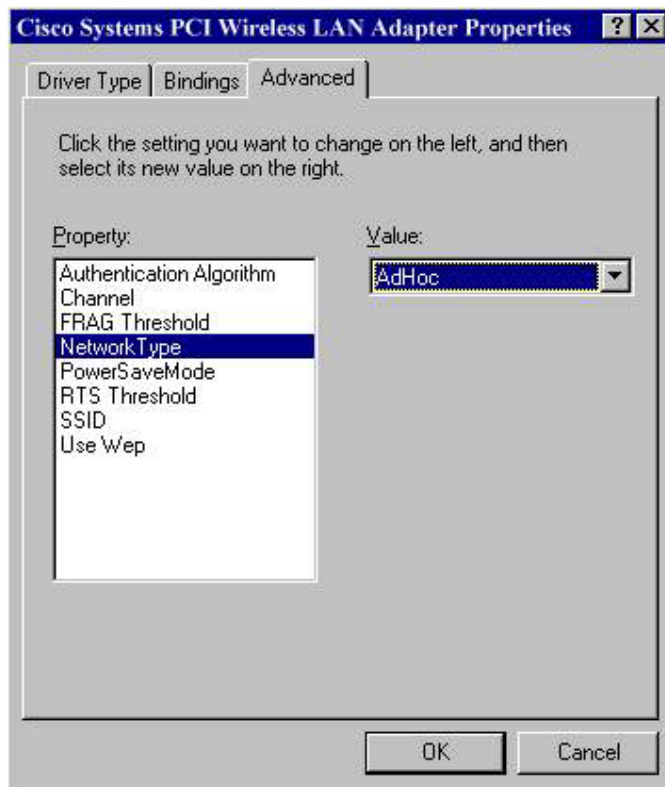 Cisco Systems PCI Wireless LAN Adapter Properties
Driver Type
Bindings
Advanced
Click the setting you want to change on the left, and then
select its new value on the right.
Property:
Value:
Authentication Algorithm
Channel
FRAG Threshold
NetworkType
PowerSaveMode
RTS Threshold
SSID
Use Wep
AdHoc
OK
Cancel